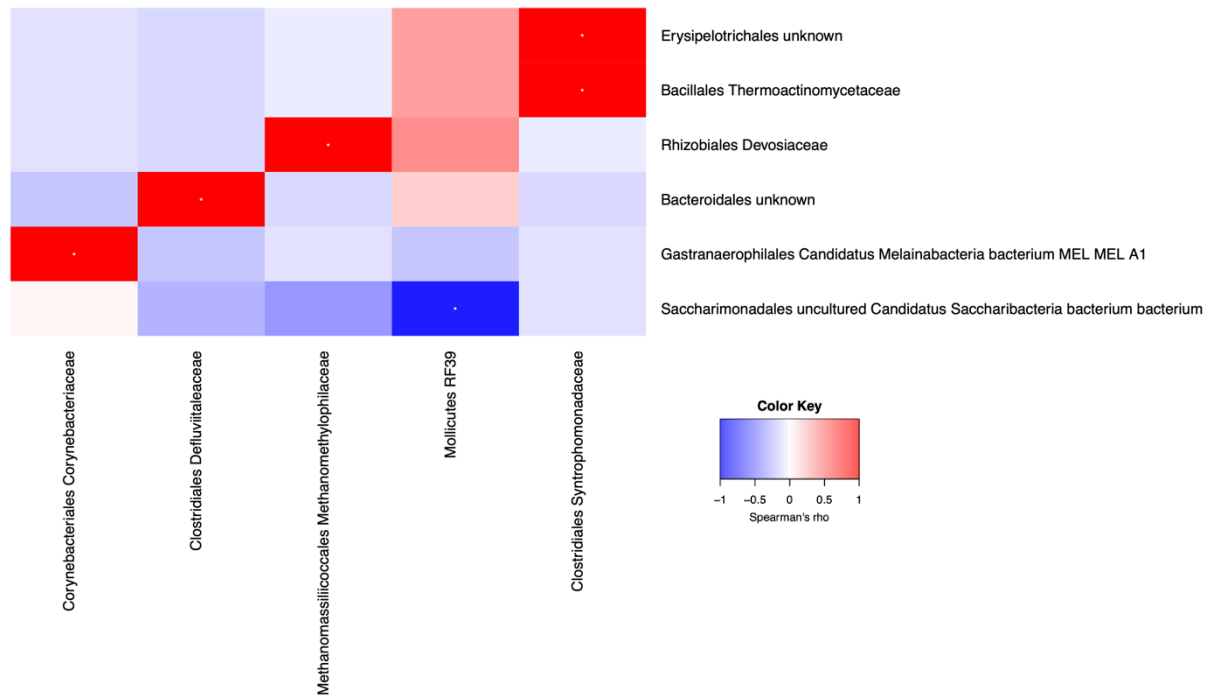 Erysipelotrichales unknown
Bacillales Thermoactinomycetaceae
Rhizobiales Devosiaceae
Bacteroidales unknown
Gastranaerophilales Candidatus Melainabacteria bacterium MEL MEL A1
Saccharimonadales uncultured Candidatus Saccharibacteria bacterium bacterium
Corynebacteriales Corynebacteriaceae
Clostridiales Defluviitaleaceae
Methanomassiliicoccales Methanomethylophilaceae
Mollicutes RF39
Clostridiales Syntrophomonadaceae
Color Key
−1 −0.5 0 0.5 1
Spearman's rho